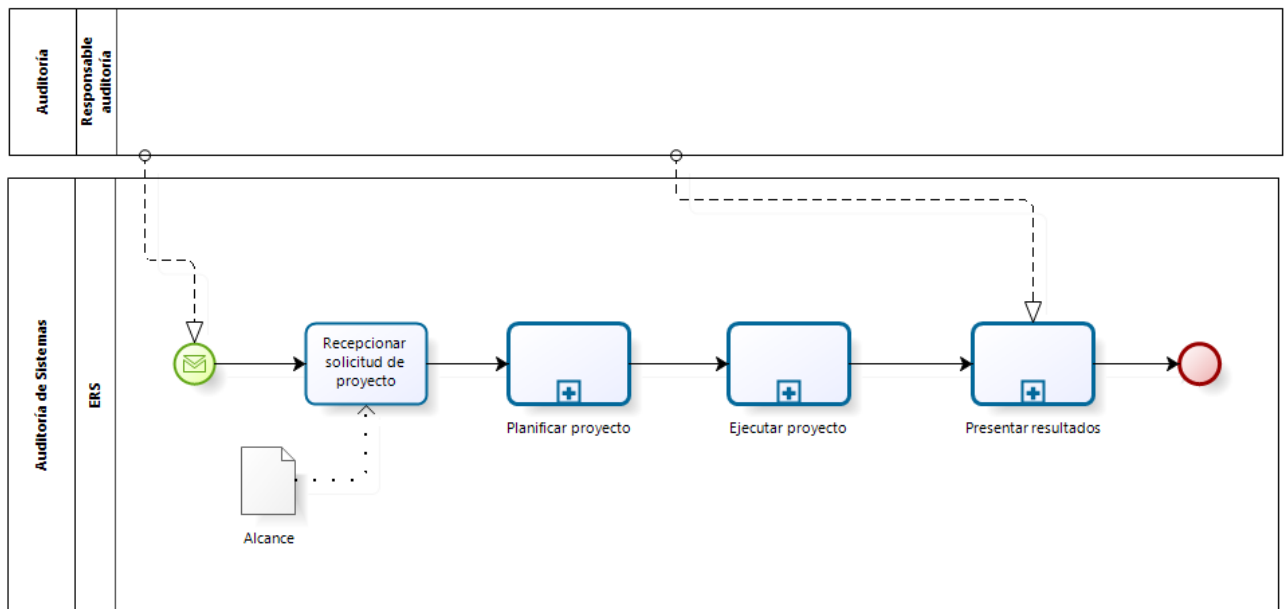 Auditoría
Responsable
auditoría
Auditoría de Sistemas
ERS
Recepcionar
solicitud de
proyecto
Planificar proyecto
Ejecutar proyecto
Presentar resultados
Alcance